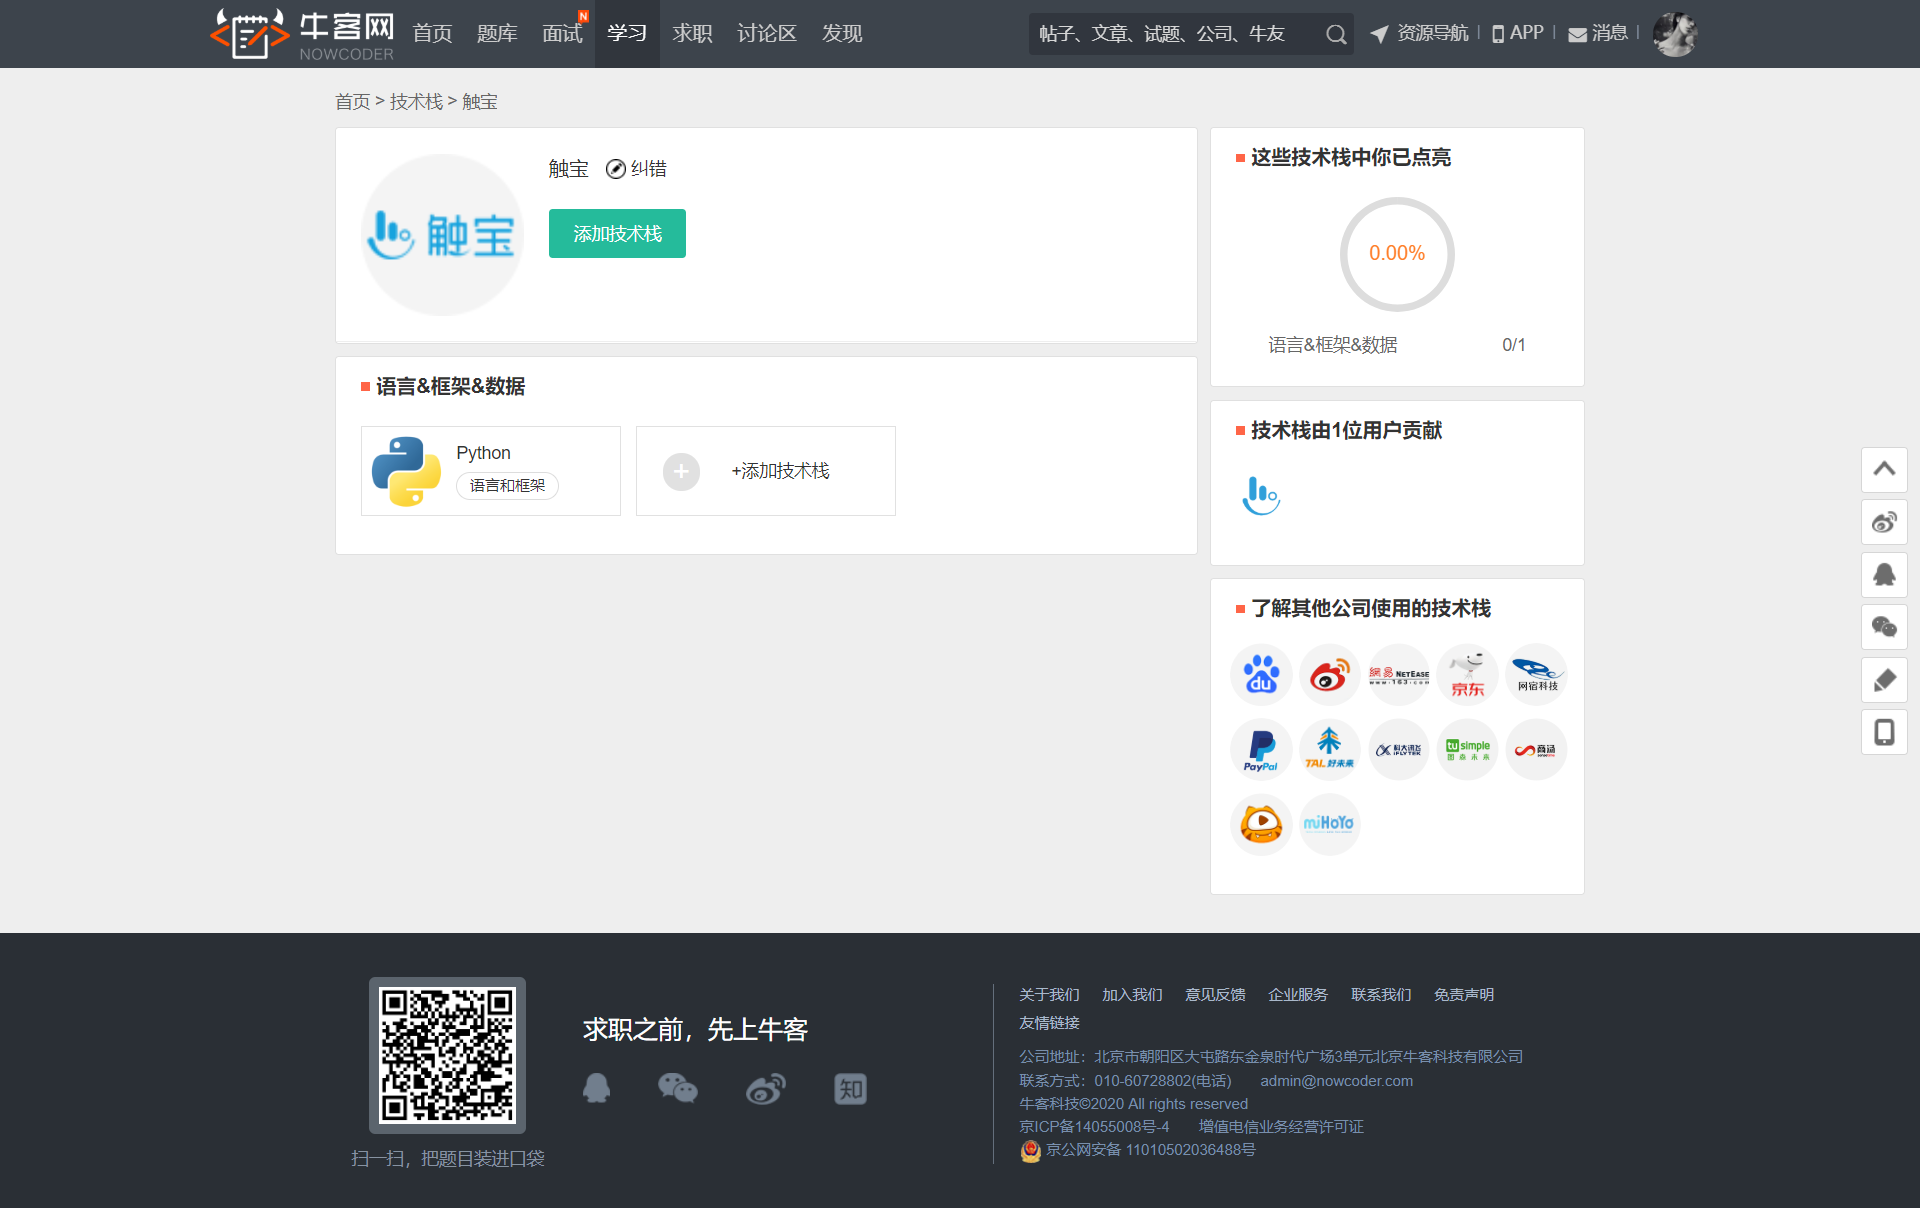 牛客网
NOWCODER
首页 题库 面试 N 学习 求职 讨论区 发现
帖子、文章、试题、公司、牛友
资源导航 APP 消息
首页 > 技术栈 > 触宝
触宝
触宝 纠错
添加技术栈
语言&框架&数据
Python
语言和框架
+添加技术栈
这些技术栈中你已点亮
0.00%
语言&框架&数据 0/1
技术栈由1位用户贡献
了解其他公司使用的技术栈
du
網易 NETEASE
www.163.com
京东
网宿科技
PayPal
TAL 好未来
科大讯飞
iFLYTEK
tu simple
图森未来
商汤
miHoYo
扫一扫，把题目装进口袋
求职之前，先上牛客
知
关于我们 加入我们 意见反馈 企业服务 联系我们 免责声明
友情链接
公司地址：北京市朝阳区大屯路东金泉时代广场3单元北京牛客科技有限公司
联系方式：010-60728802(电话) admin@nowcoder.com
牛客科技©2020 All rights reserved
京ICP备14055008号-4 增值电信业务经营许可证
京公网安备 11010502036488号